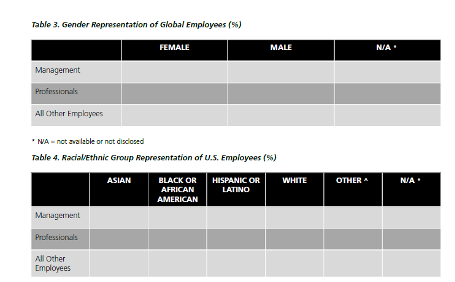 Table 3. Gender Representation of Global Employees (%)
FEMALE MALE N/A *
Management
Professionals
All Other Employees
* N/A = not available or not disclosed
Table 4. Racial/Ethnic Group Representation of U.S. Employees (%)
ASIAN BLACK OR HISPANIC OR WHITE OTHER ^ N/A *
AFRICAN LATINO
AMERICAN
Management
Professionals
All Other
Employees